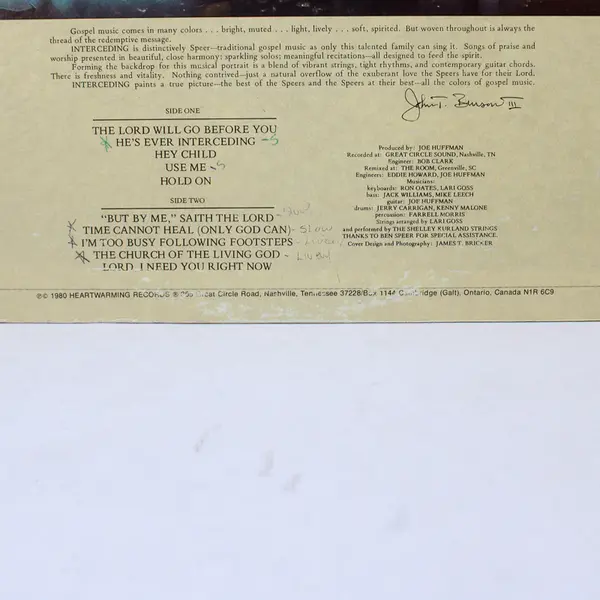 Gospel music comes in many colors . . . bright, muted . . . light, lively . . . soft, spirited. But woven throughout is always the
thread of the redemptive message.
INTERCEDING is distinctively Speer—traditional gospel music as only this talented family can sing it. Songs of praise and
worship presented in beautiful, close harmony; sparkling solos; meaningful recitations—all designed to feed the spirit.
Forming the backdrop for this musical portrait is a blend of vibrant strings, tight rhythms, and contemporary guitar chords.
There is freshness and vitality. Nothing contrived—just a natural overflow of the exuberant love the Speers have for their Lord.
INTERCEDING paints a true picture—the best of the Speers and the Speers at their best—all the colors of gospel music.
John T. Benson III
SIDE ONE
THE LORD WILL GO BEFORE YOU
HE'S EVER INTERCEDING -S
HEY CHILD
USE ME -S
HOLD ON
SIDE TWO
"BUT BY ME," SAITH THE LORD
TIME CANNOT HEAL (ONLY GOD CAN) - SLOW
I'M TOO BUSY FOLLOWING FOOTSTEPS
THE CHURCH OF THE LIVING GOD -
LORD, I NEED YOU RIGHT NOW
Produced by: JOE HUFFMAN
Recorded at: GREAT CIRCLE SOUND, Nashville, TN
Engineer: BOB CLARK
Remixed at: THE ROOM, Greenville, SC
Engineers: EDDIE HOWARD, JOE HUFFMAN
Musicians:
keyboards: RON OATES, LARI GOSS
bass: JACK WILLIAMS, MIKE LEECH
guitar: JOE HUFFMAN
drums: JERRY CARRIGAN, KENNY MALONE
percussion: FARRELL MORRIS
Strings arranged by LARI GOSS
and performed by THE SHELLEY KURLAND STRINGS
THANKS TO BEN SPEER FOR SPECIAL ASSISTANCE.
Cover Design and Photography: JAMES T. BRICKER
℗© 1980 HEARTWARMING RECORDS ® Great Circle Road, Nashville, Tennessee 37228/Box 1144 Cambridge (Galt), Ontario, Canada N1R 6C9